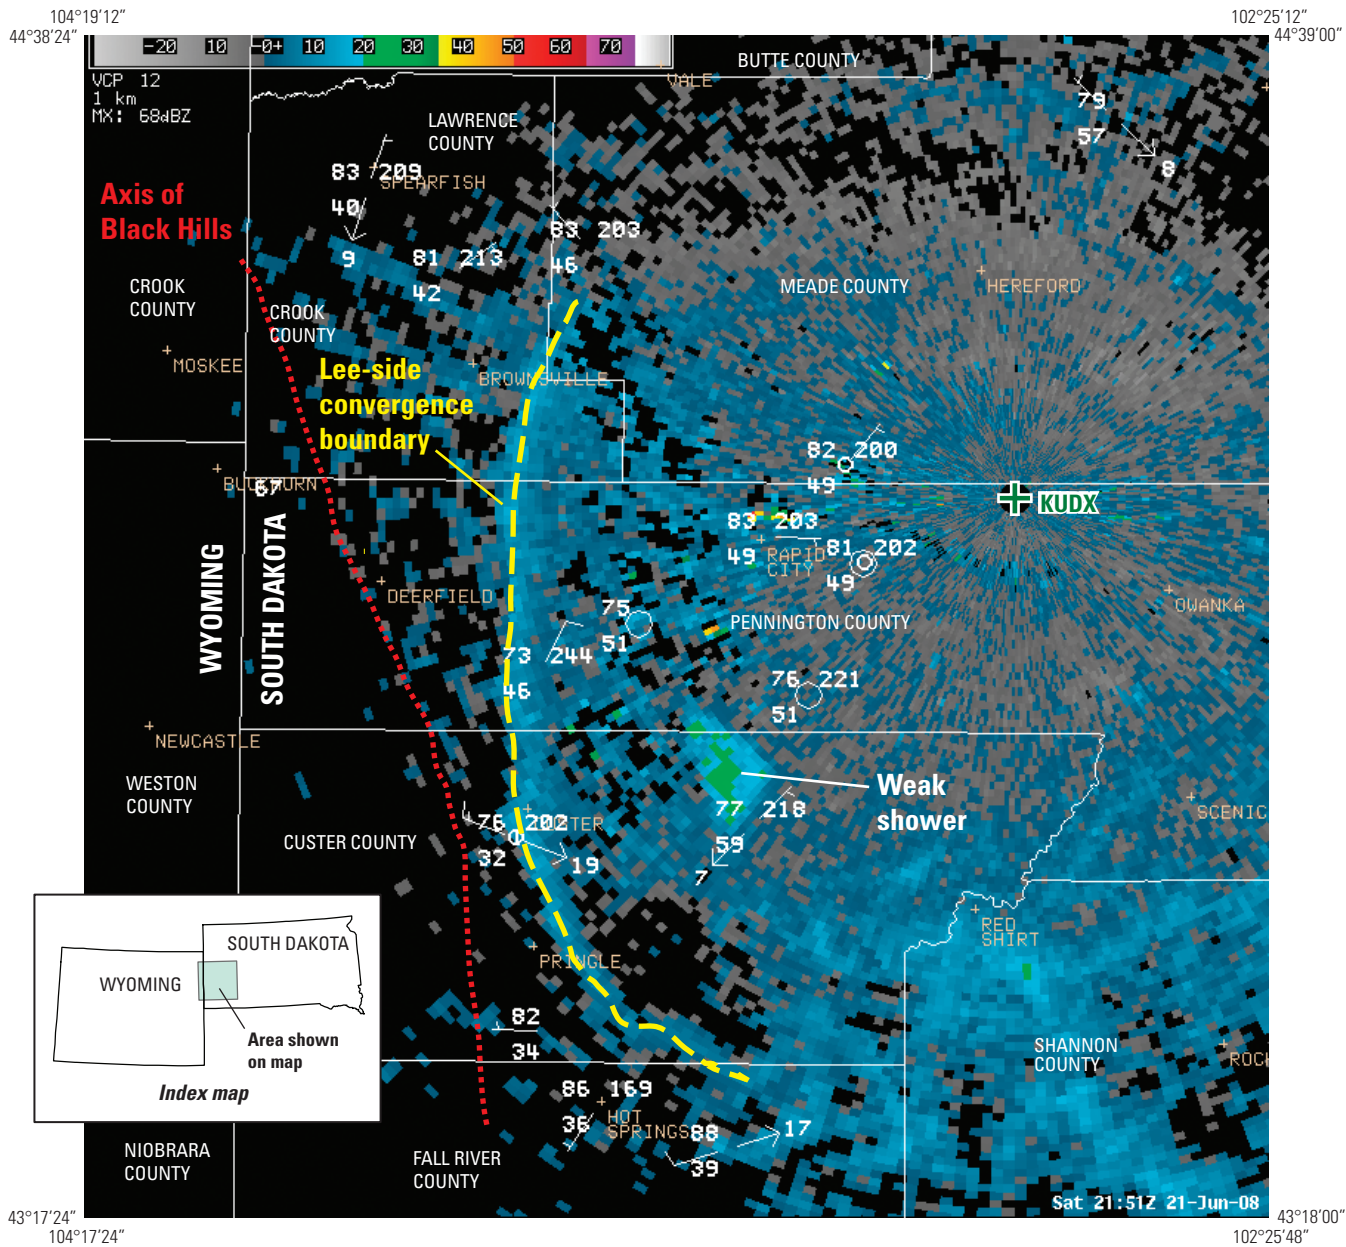 104°19'12"
102°25'12"
44°38'24"
44°39'00"
-20 10 -0+ 10 20 30 40 50 60 70
VCP 12
1 km
MX: 68dBZ
BUTTE COUNTY
VALE
79
57
8
LAWRENCE
COUNTY
83 209
SPEARFISH
40
9
Axis of
Black Hills
83 203
46
81 213
42
MEADE COUNTY
HEREFORD
CROOK
COUNTY
CROOK
COUNTY
MOSKEE
Lee-side
convergence
boundary
BROWNSVILLE
82 200
49
67
KUDX
83 203
49
RAPID
CITY
81 202
49
WYOMING
SOUTH DAKOTA
DEERFIELD
OWANKA
75
51
PENNINGTON COUNTY
73 244
46
76 221
51
NEWCASTLE
WESTON
COUNTY
Weak
shower
SCENIC
77 218
59
7
CUSTER COUNTY
76 202
CUSTER
32
19
RED
SHIRT
PRINGLE
SOUTH DAKOTA
WYOMING
Area shown
on map
Index map
82
34
SHANNON
COUNTY
ROCK
86 169
36
HOT
SPRINGS
88
39
17
NIOBRARA
COUNTY
FALL RIVER
COUNTY
Sat 21:51Z 21-Jun-08
43°17'24"
43°18'00"
104°17'24"
102°25'48"